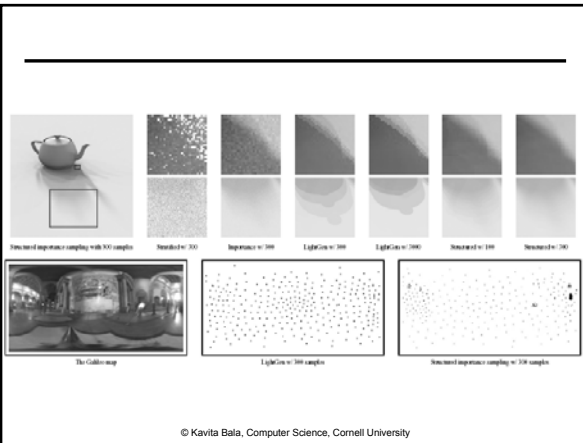 Structured importance sampling with 300 samples
Stratified w/ 300
Importance w/ 300
LightGen w/ 300
LightGen w/ 3000
Structured w/ 100
Structured w/ 300
The Galileo map
LightGen w/ 300 samples
Structured importance sampling w/ 300 samples
© Kavita Bala, Computer Science, Cornell University